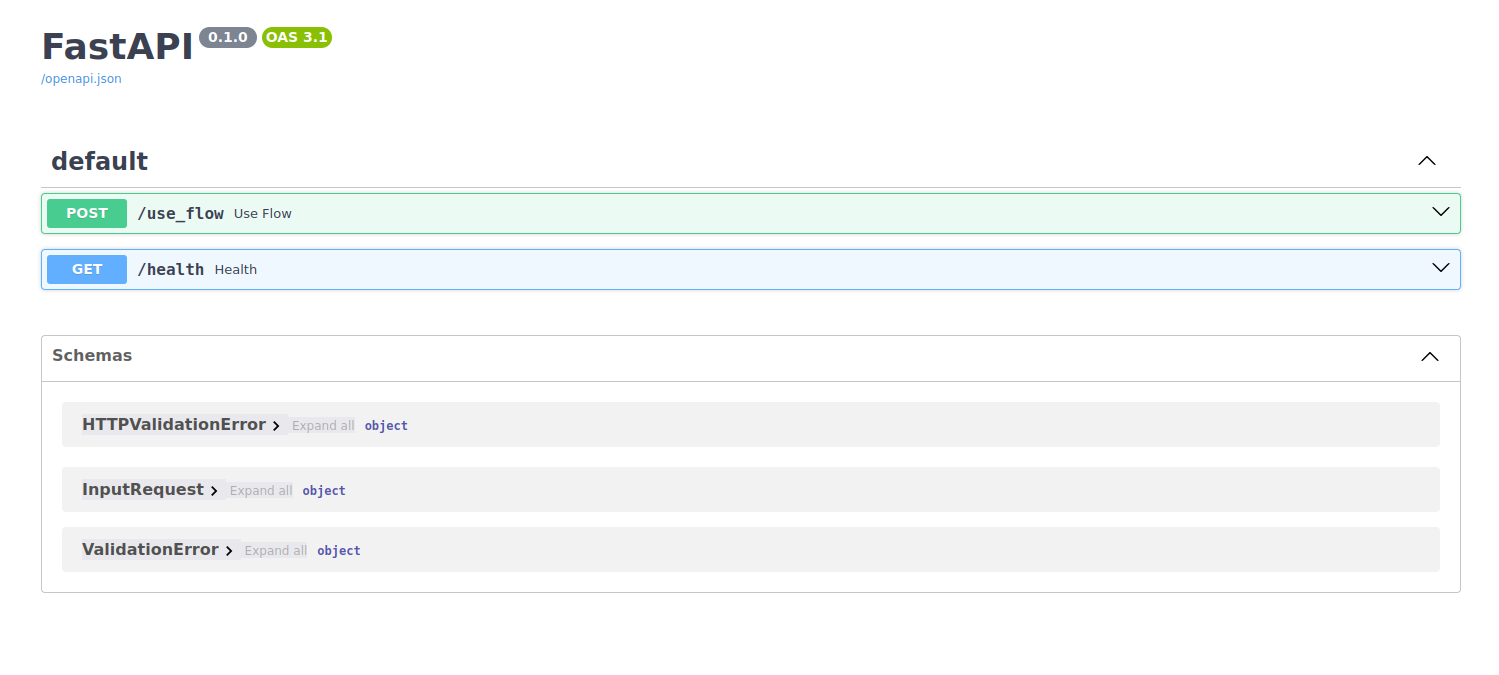 FastAPI 0.1.0 OAS 3.1
/openapi.json
default
POST /use_flow Use Flow
GET /health Health
Schemas
HTTPValidationError Expand all object
InputRequest Expand all object
ValidationError Expand all object